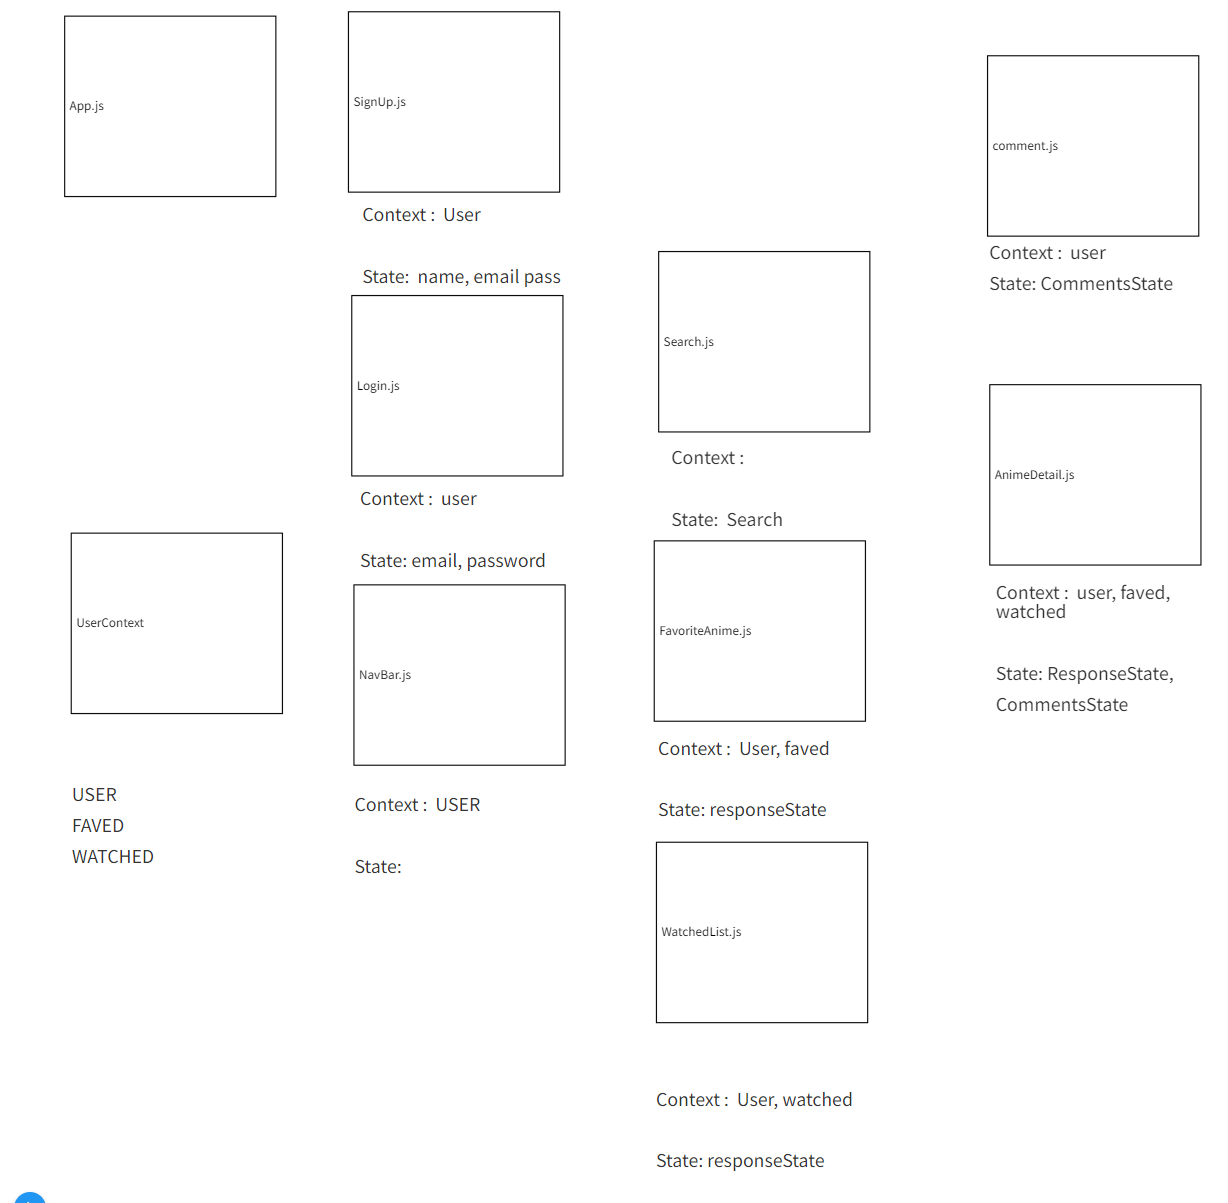 App.js
SignUp.js
Context :  User
State:  name, email pass
Login.js
Context :  user
State: email, password
NavBar.js
Context :  USER
State:
UserContext
USER
FAVED
WATCHED
Search.js
Context :
State:  Search
FavoriteAnime.js
Context :  User, faved
State: responseState
WatchedList.js
Context :  User, watched
State: responseState
comment.js
Context :  user
State: CommentsState
AnimeDetail.js
Context :  user, faved,
watched
State: ResponseState,
CommentsState